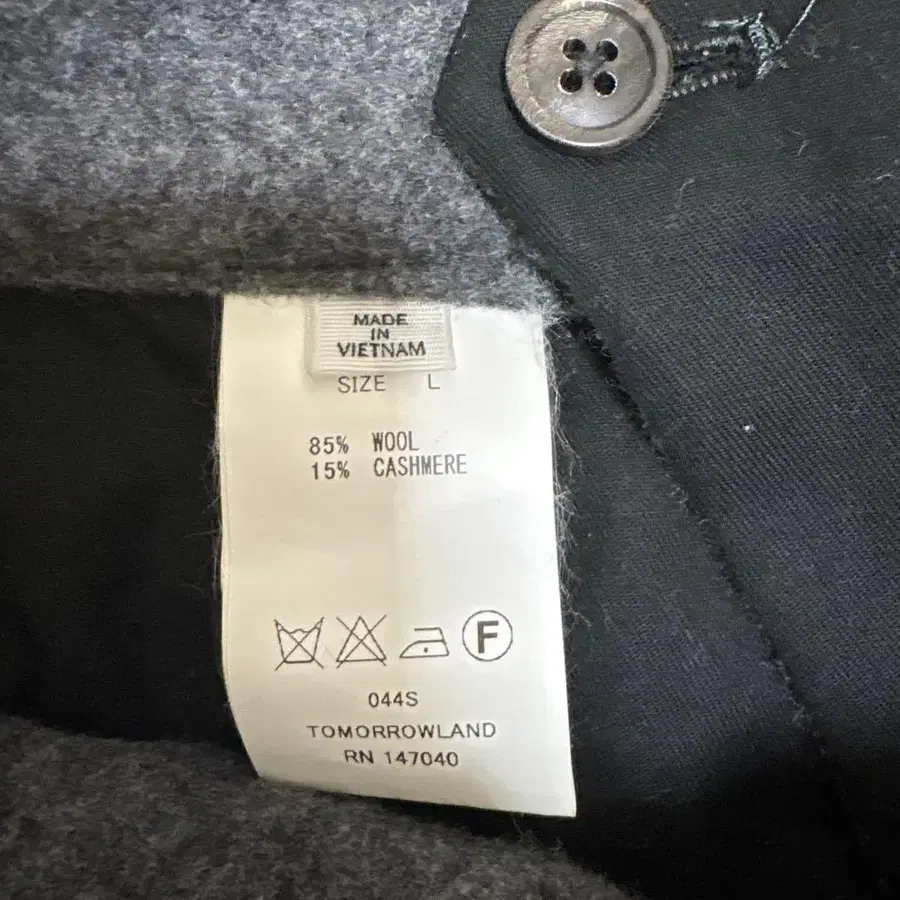 MADE
IN
VIETNAM
SIZE L
85% WOOL
15% CASHMERE
F
044S
TOMORROWLAND
RN 147040